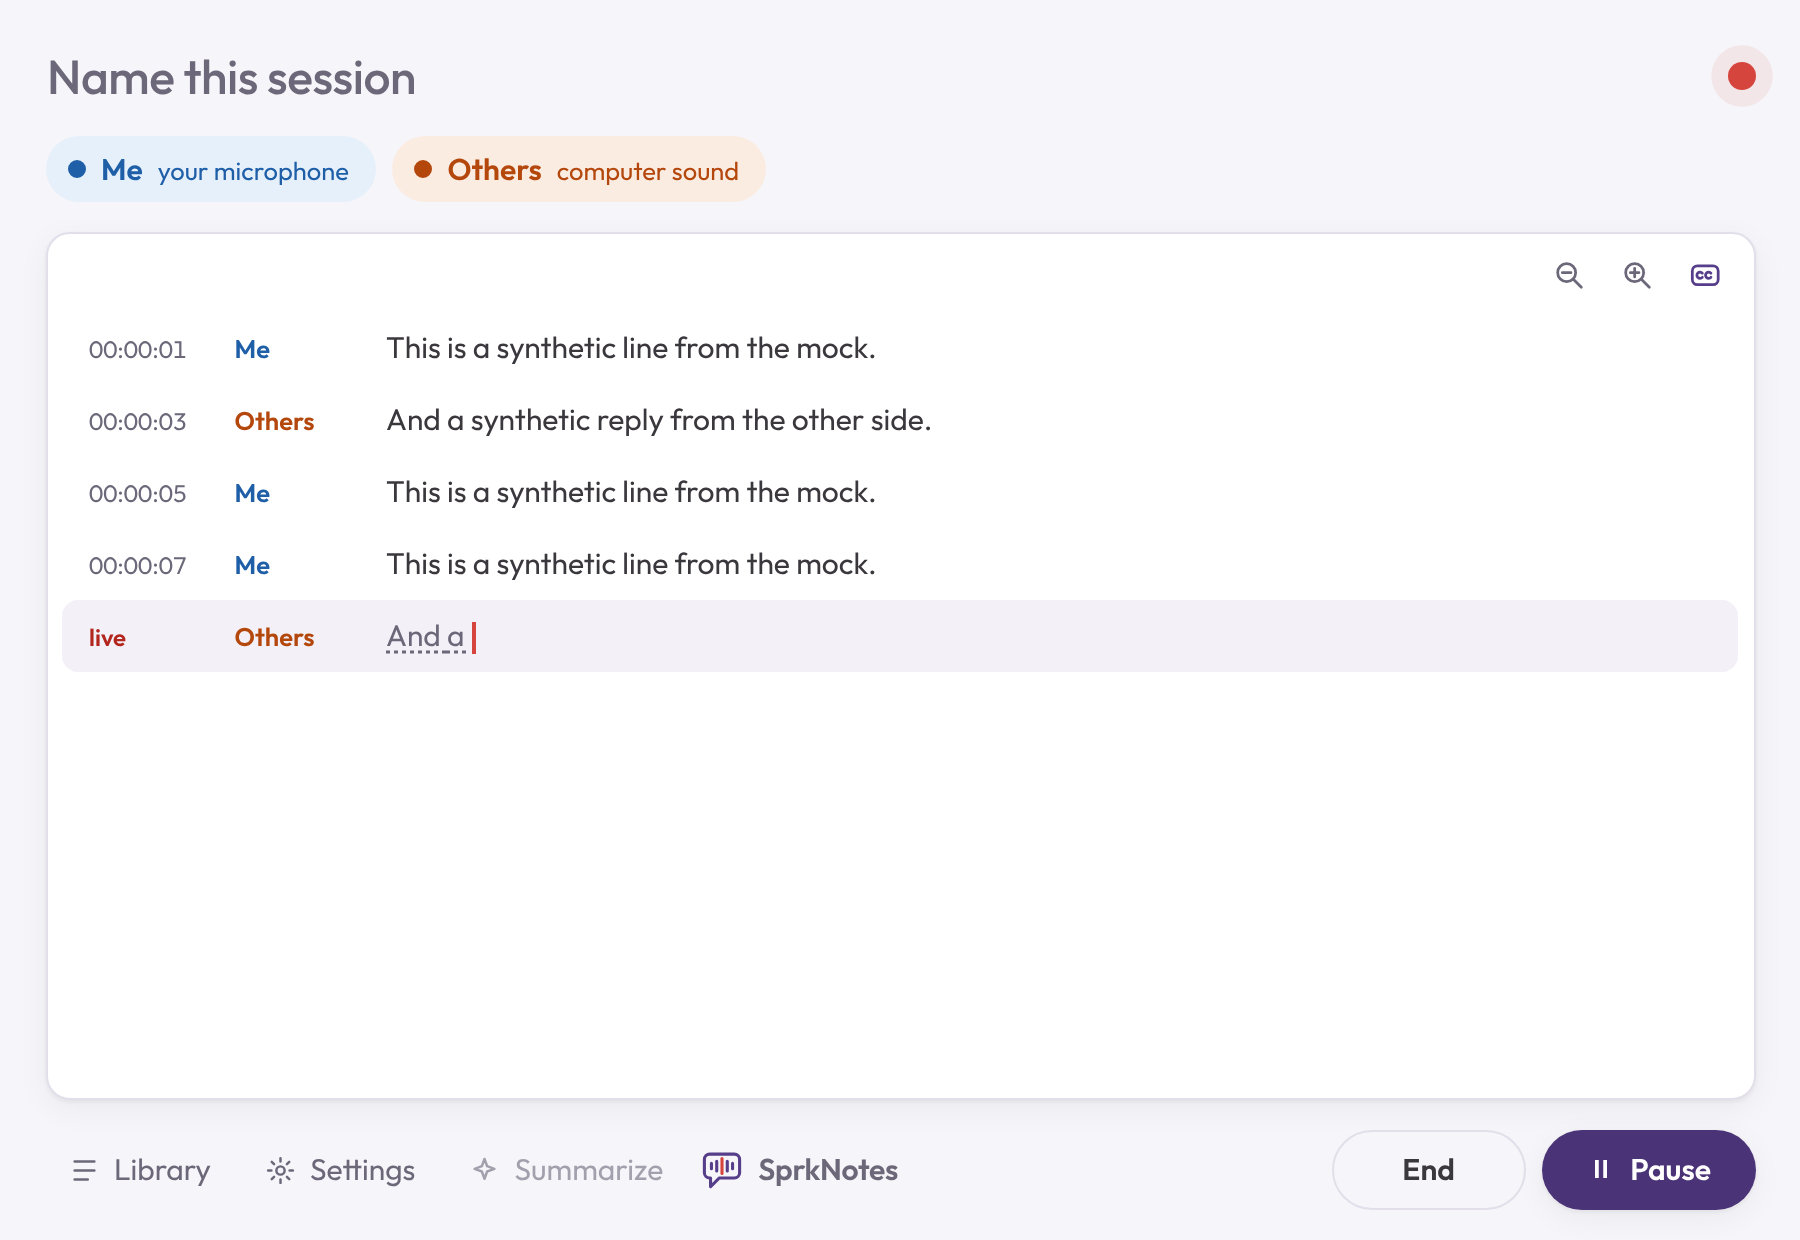 Name this session
Me your microphone Others computer sound
cc
00:00:01 Me This is a synthetic line from the mock.
00:00:03 Others And a synthetic reply from the other side.
00:00:05 Me This is a synthetic line from the mock.
00:00:07 Me This is a synthetic line from the mock.
live Others And a
Library Settings Summarize SprkNotes End Pause